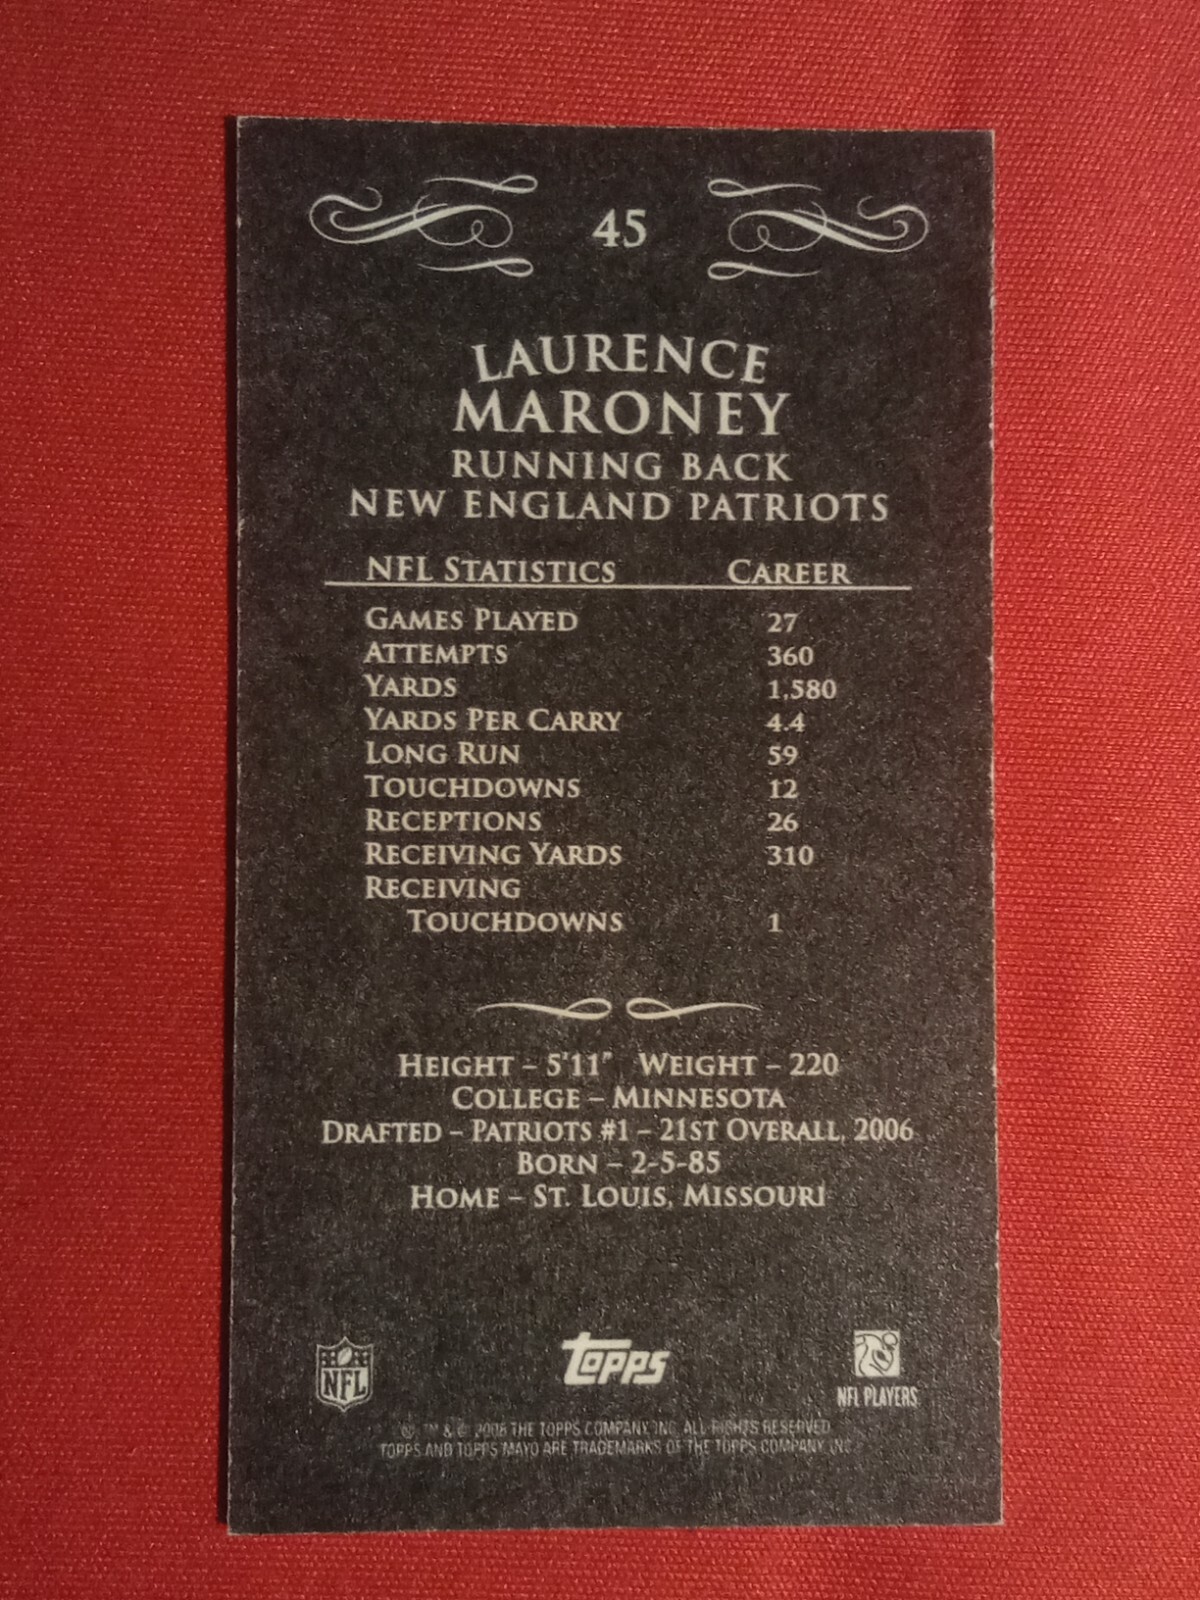 45
LAURENCE
MARONEY
RUNNING BACK
NEW ENGLAND PATRIOTS
NFL STATISTICS CAREER
GAMES PLAYED 27
ATTEMPTS 360
YARDS 1,580
YARDS PER CARRY 4.4
LONG RUN 59
TOUCHDOWNS 12
RECEPTIONS 26
RECEIVING YARDS 310
RECEIVING
TOUCHDOWNS 1
HEIGHT – 5'11" WEIGHT – 220
COLLEGE – MINNESOTA
DRAFTED – PATRIOTS #1 – 21ST OVERALL, 2006
BORN – 2-5-85
HOME – ST. LOUIS, MISSOURI
NFL
topps
NFL PLAYERS
® ™ & © 2008 THE TOPPS COMPANY, INC. ALL RIGHTS RESERVED.
TOPPS AND TOPPS MAYO ARE TRADEMARKS OF THE TOPPS COMPANY, INC.